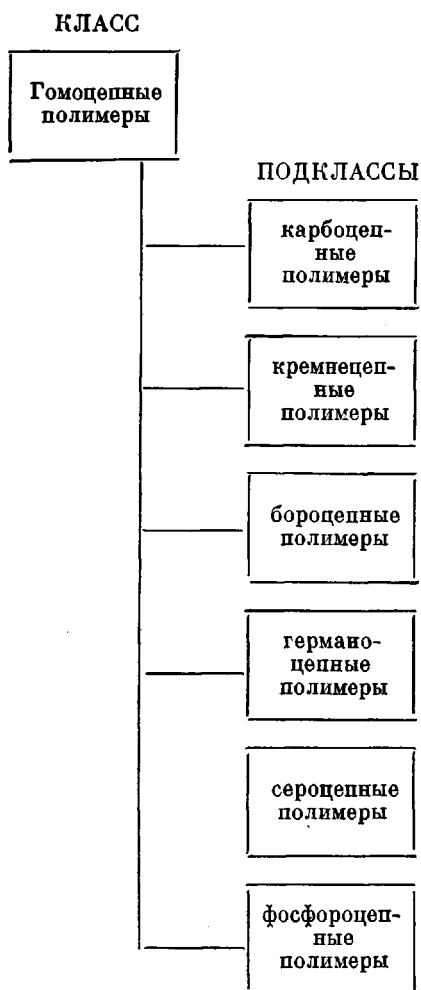 КЛАСС
Гомоцепные
полимеры
ПОДКЛАССЫ
карбоцеп-
ные
полимеры
кремнецеп-
ные
полимеры
бороцепные
полимеры
германо-
цепные
полимеры
сероцепные
полимеры
фосфороцеп-
ные
полимеры